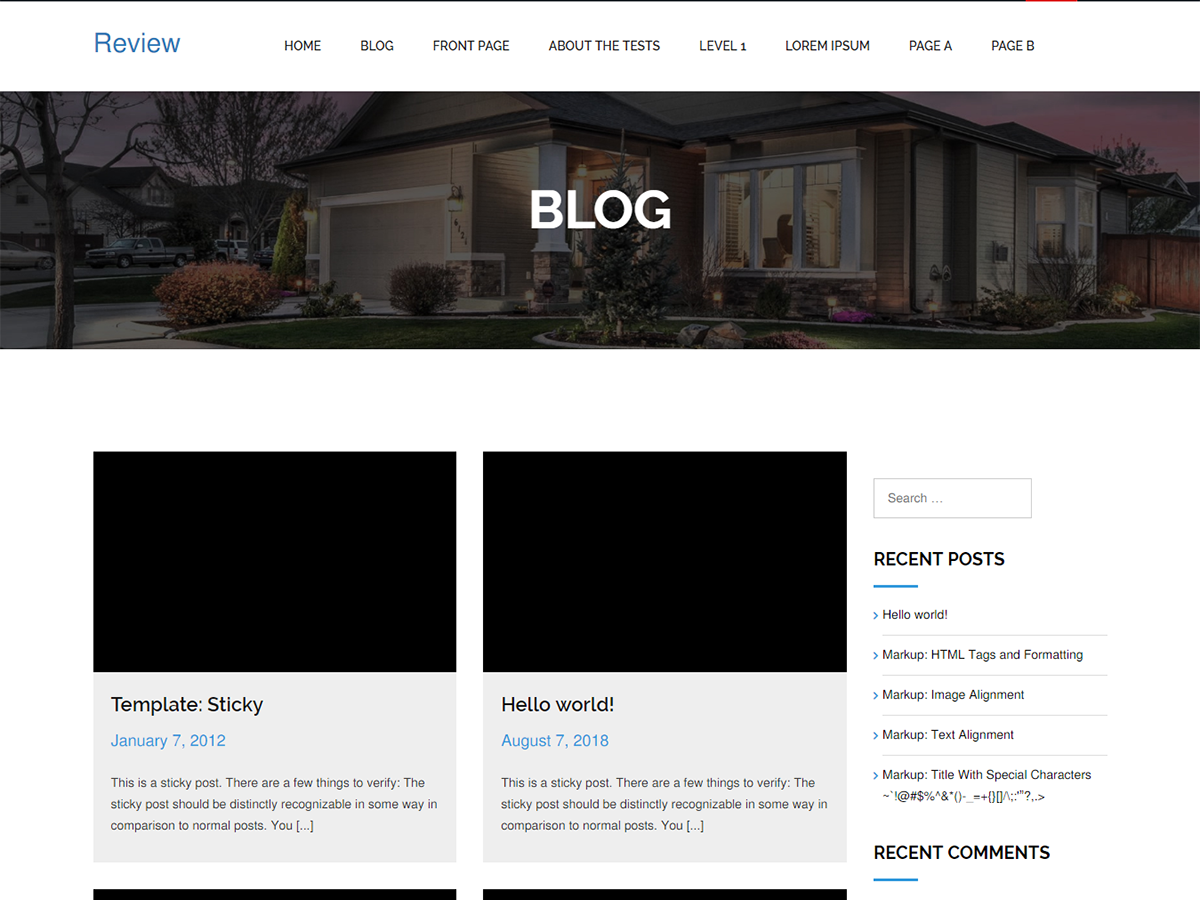 Review
HOME
BLOG
FRONT PAGE
ABOUT THE TESTS
LEVEL 1
LOREM IPSUM
PAGE A
PAGE B
BLOG
Template: Sticky
January 7, 2012
This is a sticky post. There are a few things to verify: The
sticky post should be distinctly recognizable in some way in
comparison to normal posts. You [...]
Hello world!
August 7, 2018
This is a sticky post. There are a few things to verify: The
sticky post should be distinctly recognizable in some way in
comparison to normal posts. You [...]
Search …
RECENT POSTS
Hello world!
Markup: HTML Tags and Formatting
Markup: Image Alignment
Markup: Text Alignment
Markup: Title With Special Characters
~`!@#$%^&*()-_=+{}[]/\;:'"?,.>
RECENT COMMENTS